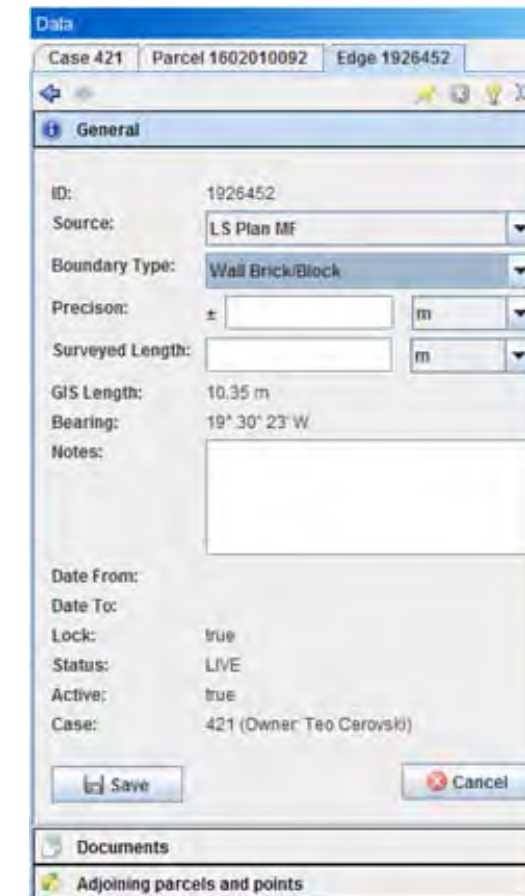 Data
Case 421 Parcel 1602010092 Edge 1926452
General
ID: 1926452
Source: LS Plan MF
Boundary Type: Wall Brick/Block
Precison: ± m
Surveyed Length: m
GIS Length: 10.35 m
Bearing: 19° 30' 23' W
Notes:
Date From:
Date To:
Lock: true
Status: LIVE
Active: true
Case: 421 (Owner: Teo Cerovski)
Save Cancel
Documents
Adjoining parcels and points